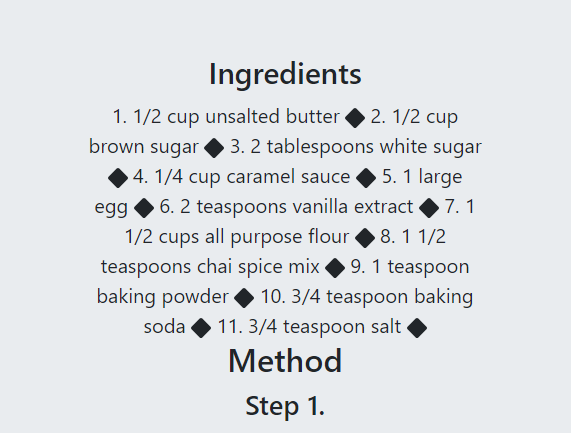 Ingredients
1. 1/2 cup unsalted butter ◆ 2. 1/2 cup
brown sugar ◆ 3. 2 tablespoons white sugar
◆ 4. 1/4 cup caramel sauce ◆ 5. 1 large
egg ◆ 6. 2 teaspoons vanilla extract ◆ 7. 1
1/2 cups all purpose flour ◆ 8. 1 1/2
teaspoons chai spice mix ◆ 9. 1 teaspoon
baking powder ◆ 10. 3/4 teaspoon baking
soda ◆ 11. 3/4 teaspoon salt ◆
Method
Step 1.